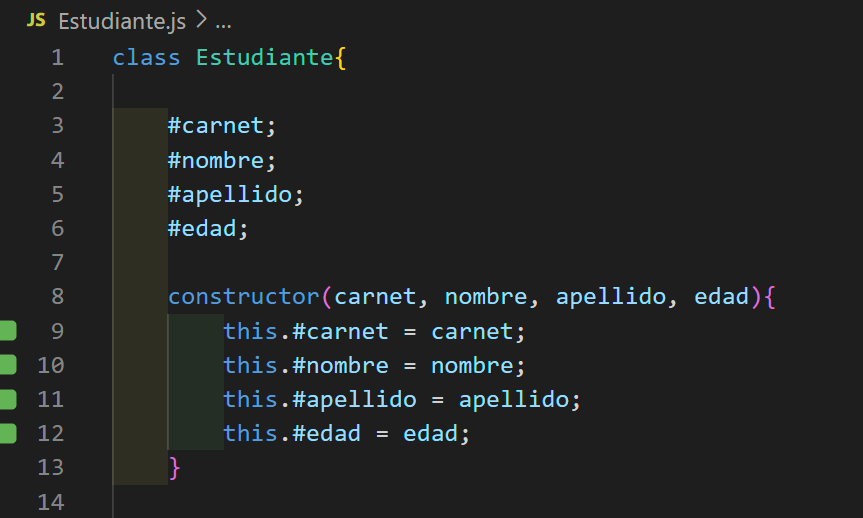 JS Estudiante.js > ...
1 class Estudiante{
2
3 #carnet;
4 #nombre;
5 #apellido;
6 #edad;
7
8 constructor(carnet, nombre, apellido, edad){
9 this.#carnet = carnet;
10 this.#nombre = nombre;
11 this.#apellido = apellido;
12 this.#edad = edad;
13 }
14